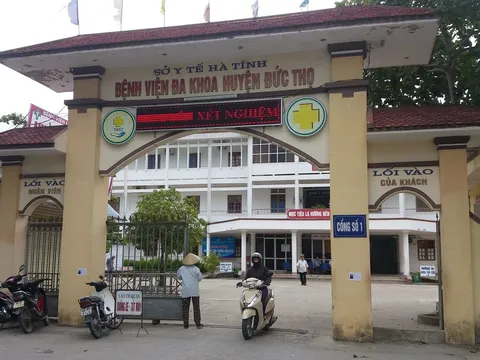 SỞ Y TẾ HÀ TĨNH
BỆNH VIỆN ĐA KHOA HUYỆN ĐỨC THỌ
XÉT NGHIỆM
1957
LỐI VÀO
NHÂN VIÊN
LỐI VÀO
CỦA KHÁCH
CỔNG SỐ 1